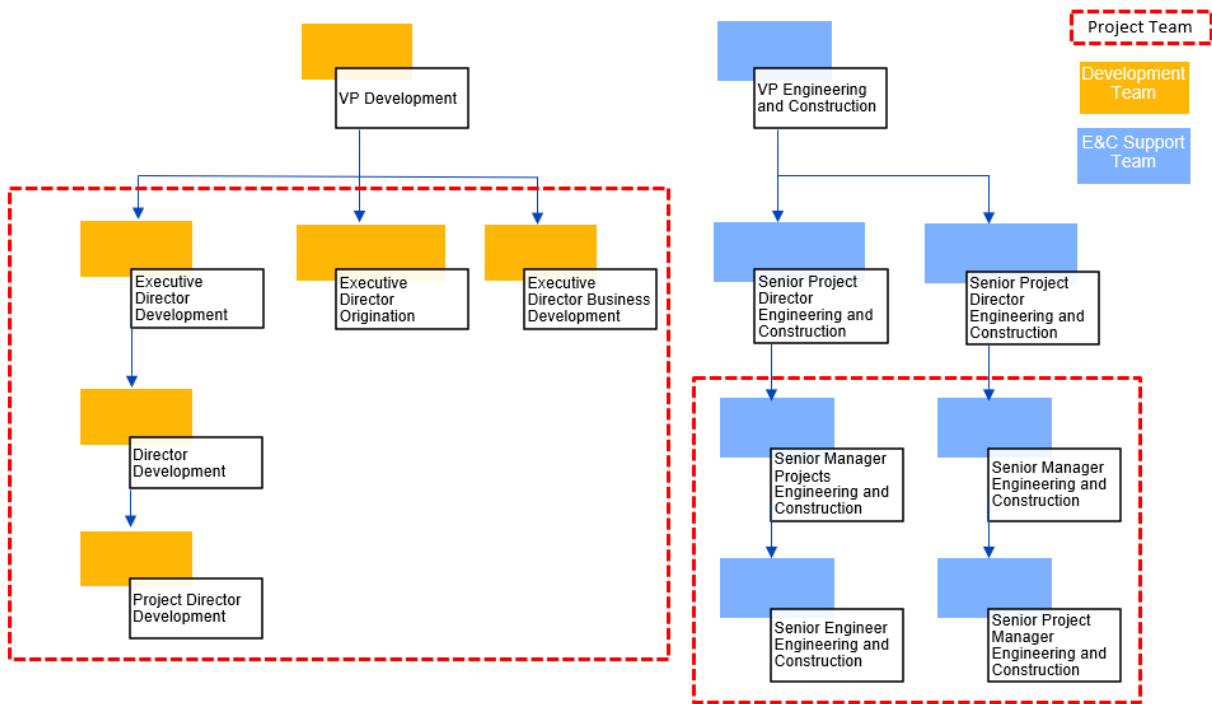 Project Team
Development
Team
E&C Support
Team
VP Development
VP Engineering
and Construction
Executive
Director
Development
Executive
Director
Origination
Executive
Director Business
Development
Senior Project
Director
Engineering and
Construction
Senior Project
Director
Engineering and
Construction
Director
Development
Senior Manager
Projects
Engineering and
Construction
Senior Manager
Engineering and
Construction
Project Director
Development
Senior Engineer
Engineering and
Construction
Senior Project
Manager
Engineering and
Construction